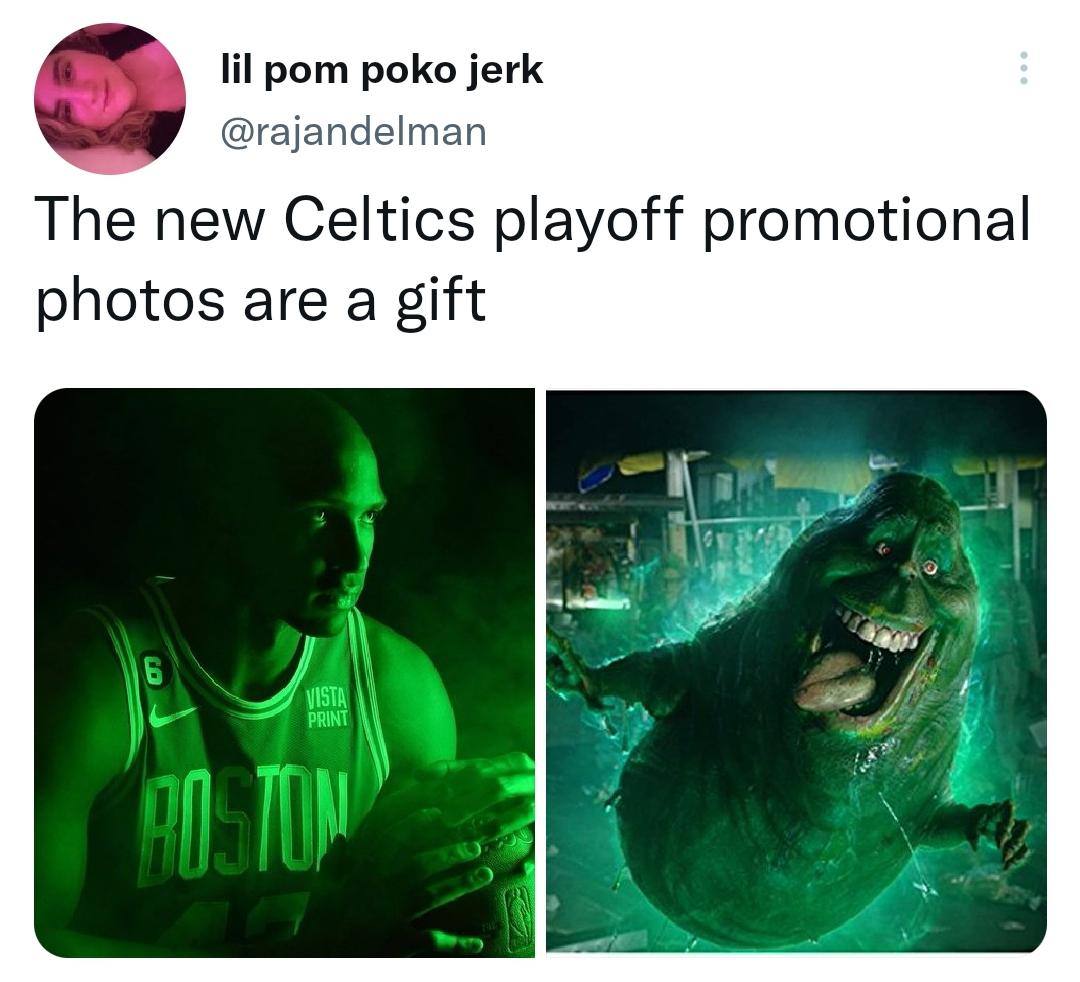 lil pom poko jerk
@rajandelman
The new Celtics playoff promotional
photos are a gift
6
VISTA
PRINT
BOSTON